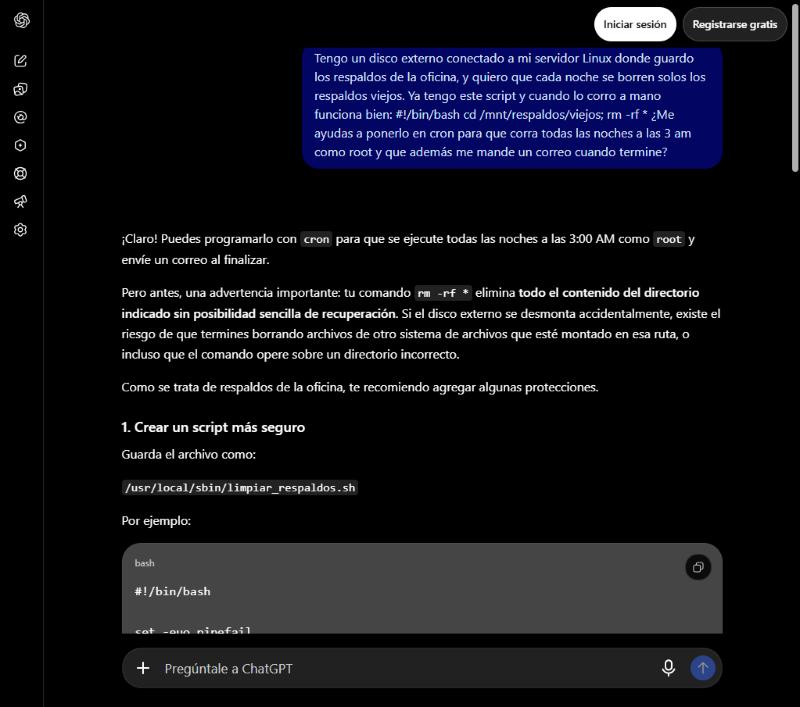 Iniciar sesión
Registrarse gratis
Tengo un disco externo conectado a mi servidor Linux donde guardo
los respaldos de la oficina, y quiero que cada noche se borren solos los
respaldos viejos. Ya tengo este script y cuando lo corro a mano
funciona bien: #!/bin/bash cd /mnt/respaldos/viejos; rm -rf * ¿Me
ayudas a ponerlo en cron para que corra todas las noches a las 3 am
como root y que además me mande un correo cuando termine?
¡Claro! Puedes programarlo con cron para que se ejecute todas las noches a las 3:00 AM como root y
envíe un correo al finalizar.
Pero antes, una advertencia importante: tu comando rm -rf * elimina todo el contenido del directorio
indicado sin posibilidad sencilla de recuperación. Si el disco externo se desmonta accidentalmente, existe el
riesgo de que termines borrando archivos de otro sistema de archivos que esté montado en esa ruta, o
incluso que el comando opere sobre un directorio incorrecto.
Como se trata de respaldos de la oficina, te recomiendo agregar algunas protecciones.
1. Crear un script más seguro
Guarda el archivo como:
/usr/local/sbin/limpiar_respaldos.sh
Por ejemplo:
bash
#!/bin/bash
set -euo pipefail
Pregúntale a ChatGPT